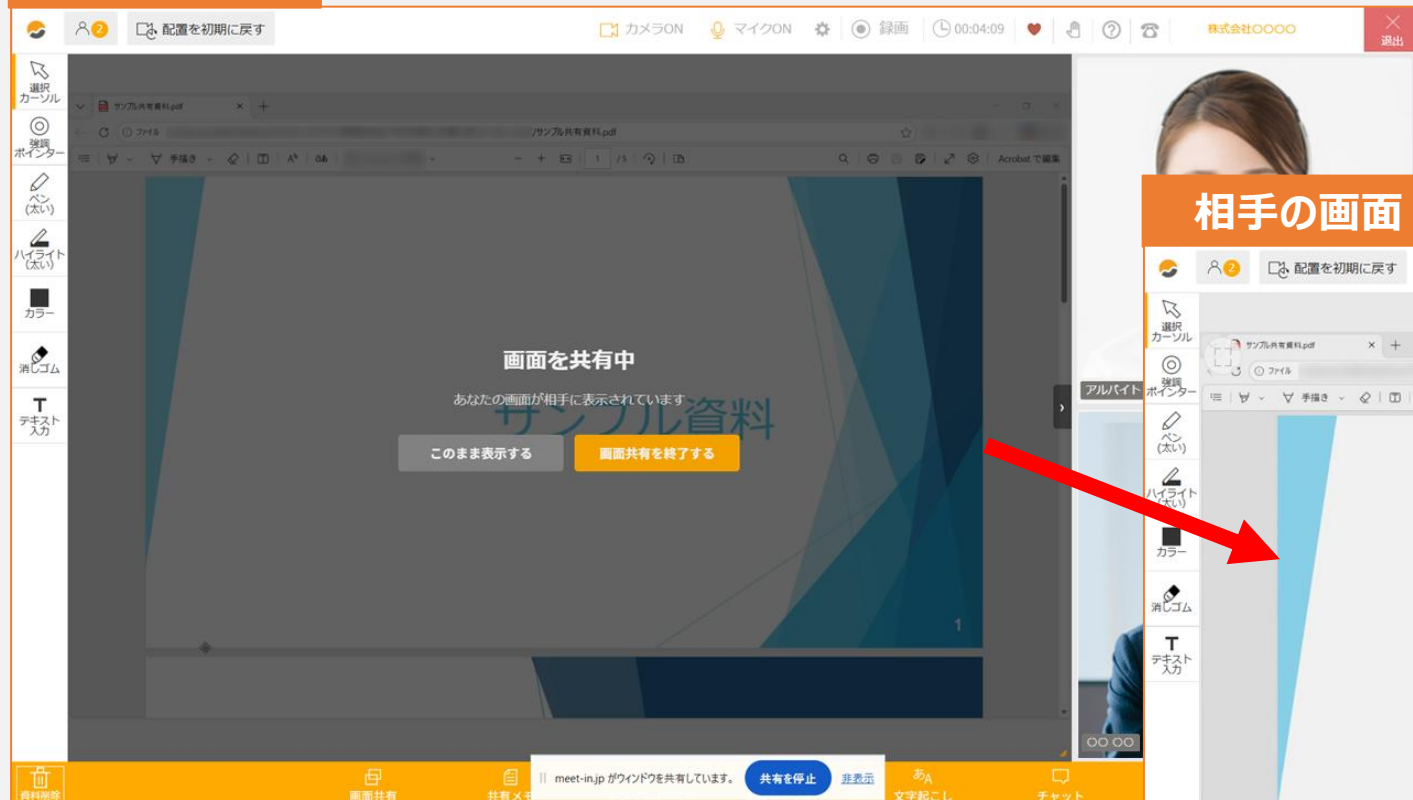 2
配置を初期に戻す
カメラON
マイクON
録画
00:04:09
株式会社〇〇〇〇
退出
選択
カーソル
強調
ポインター
ペン
(太い)
ハイライト
(太い)
カラー
消しゴム
T
テキスト
入力
サンプル共有資料.pdf
ファイル
/サンプル共有資料.pdf
手描き
1 /5
Acrobat で編集
画面を共有中
あなたの画面が相手に表示されています
サンプル資料
このまま表示する
画面共有を終了する
1
アルバイト
〇〇 〇〇
資料削除
画面共有
共有メモ
meet-in.jp がウィンドウを共有しています。
共有を停止
非表示
文字起こし
チャット
相手の画面
2
配置を初期に戻す
選択
カーソル
強調
ポインター
ペン
(太い)
ハイライト
(太い)
カラー
消しゴム
T
テキスト
入力
サンプル共有資料.pdf
ファイル
手描き